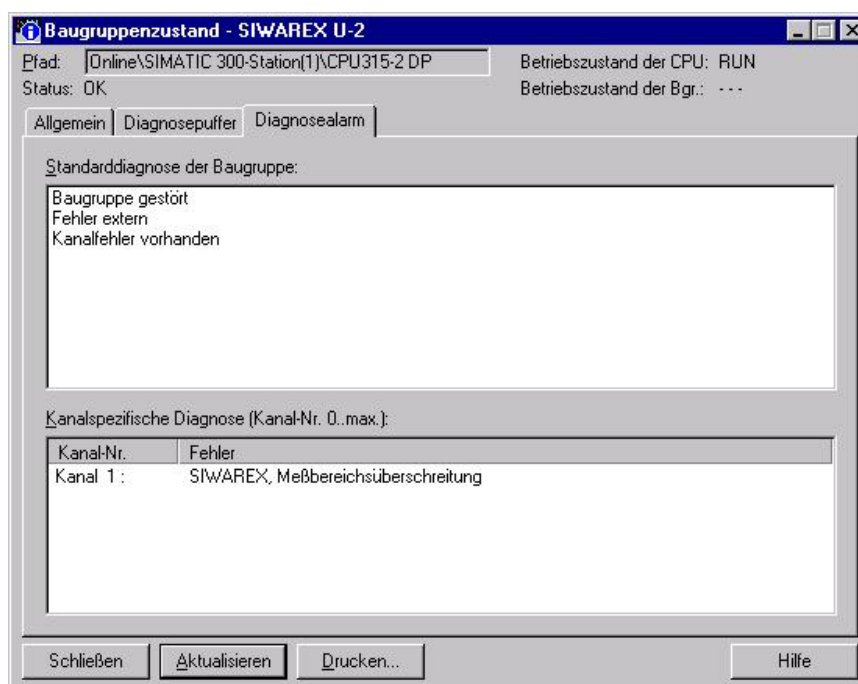 Baugruppenzustand - SIWAREX U-2
Pfad: Online\SIMATIC 300-Station(1)\CPU315-2 DP Betriebszustand der CPU: RUN
Status: OK Betriebszustand der Bgr.: - - -
Allgemein Diagnosepuffer Diagnosealarm
Standarddiagnose der Baugruppe:
Baugruppe gestört
Fehler extern
Kanalfehler vorhanden
Kanalspezifische Diagnose (Kanal-Nr. 0..max.):
Kanal-Nr. Fehler
Kanal 1 : SIWAREX, Meßbereichsüberschreitung
Schließen Aktualisieren Drucken... Hilfe